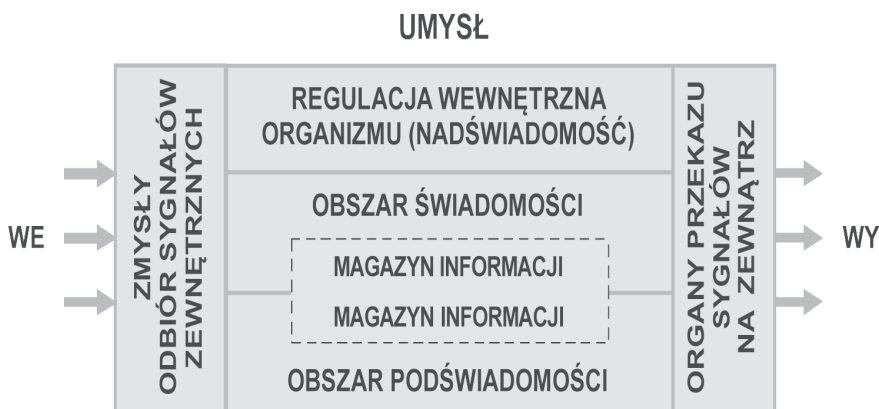 UMYSŁ
WE
ZMYSŁY
ODBIÓR SYGNAŁÓW
ZEWNĘTRZNYCH
REGULACJA WEWNĘTRZNA
ORGANIZMU (NADŚWIADOMOŚĆ)
OBSZAR ŚWIADOMOŚCI
MAGAZYN INFORMACJI
MAGAZYN INFORMACJI
OBSZAR PODŚWIADOMOŚCI
ORGANY PRZEKAZU
SYGNAŁÓW
NA ZEWNĄTRZ
WY